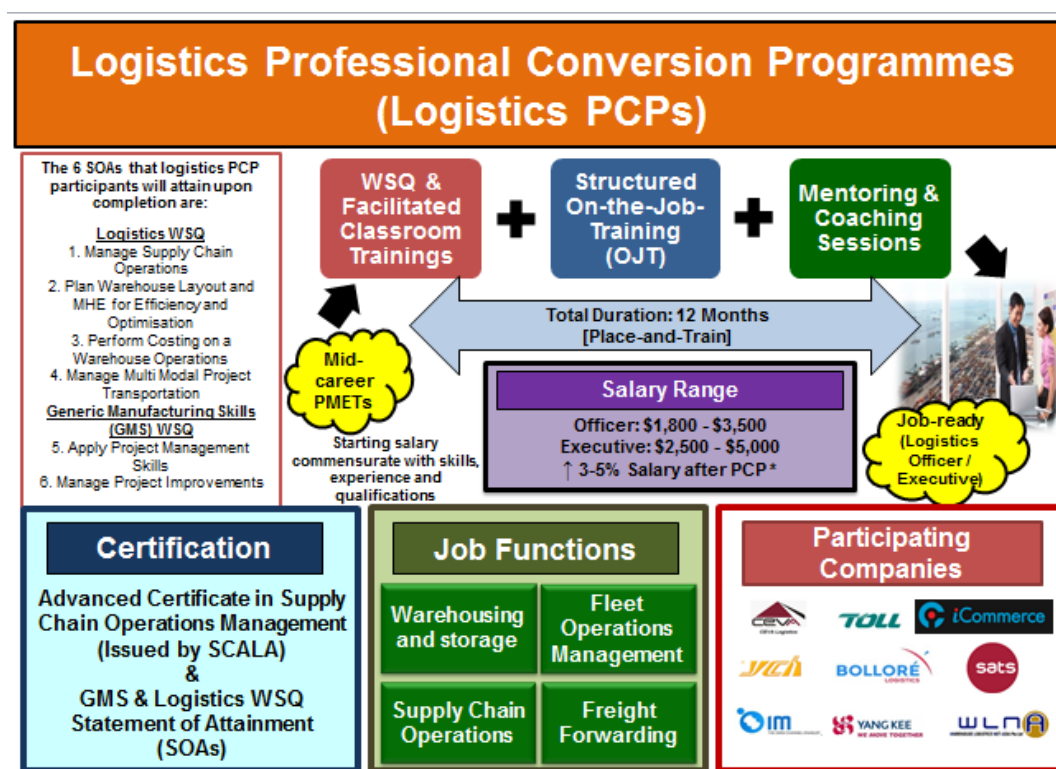 Logistics Professional Conversion Programmes
(Logistics PCPs)
The 6 SOAs that logistics PCP
participants will attain upon
completion are:
Logistics WSQ
1. Manage Supply Chain
Operations
2. Plan Warehouse Layout and
MHE for Efficiency and
Optimisation
3. Perform Costing on a
Warehouse Operations
4. Manage Multi Modal Project
Transportation
Generic Manufacturing Skills
(GMS) WSQ
5. Apply Project Management
Skills
6. Manage Project Improvements
WSQ &
Facilitated
Classroom
Trainings
Structured
On-the-Job-
Training
(OJT)
Mentoring &
Coaching
Sessions
Total Duration: 12 Months
[Place-and-Train]
Mid-
career
PMETs
Starting salary
commensurate with skills,
experience and
qualifications
Salary Range
Officer: $1,800 - $3,500
Executive: $2,500 - $5,000
↑ 3-5% Salary after PCP*
Job-ready
(Logistics
Officer /
Executive)
Certification
Advanced Certificate in Supply
Chain Operations Management
(Issued by SCALA)
&
GMS & Logistics WSQ
Statement of Attainment
(SOAs)
Job Functions
Warehousing
and storage
Fleet
Operations
Management
Supply Chain
Operations
Freight
Forwarding
Participating
Companies
CEVA
CEVA Logistics
TOLL
iCommerce
YCH
BOLLORÉ
LOGISTICS
sats
IM
YANG KEE
WE MOVE TOGETHER
WLNA